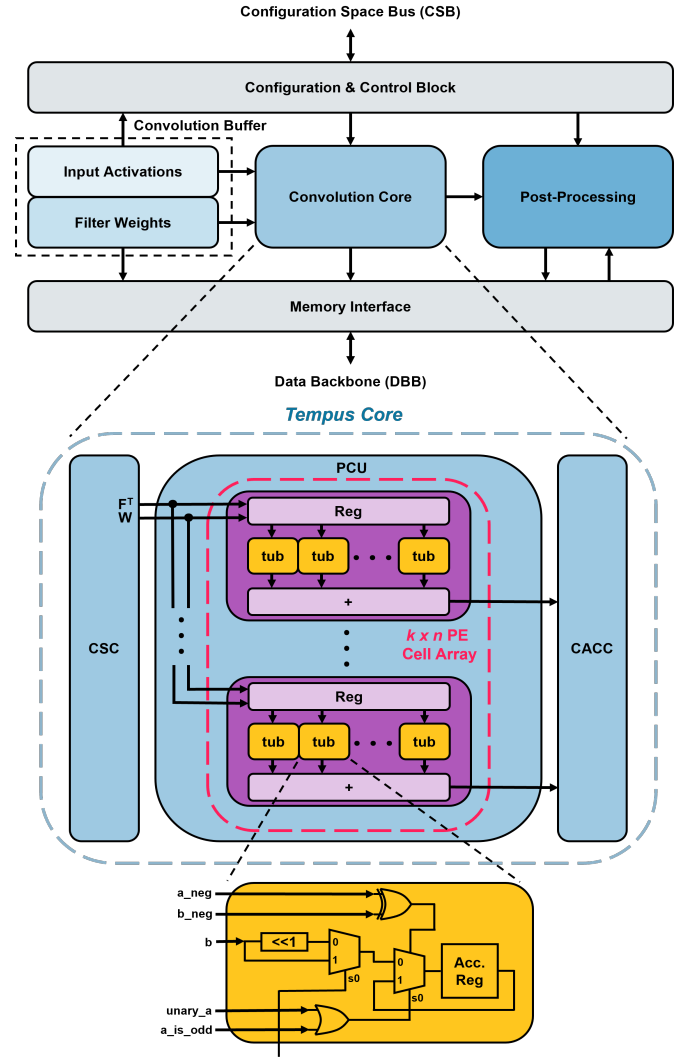 Configuration Space Bus (CSB)
Configuration & Control Block
Convolution Buffer
Input Activations
Filter Weights
Convolution Core
Post-Processing
Memory Interface
Data Backbone (DBB)
Tempus Core
PCU
CSC
F^T
W
Reg
tub tub tub
+
k x n PE
Cell Array
CACC
Reg
tub tub tub
+
a_neg
b_neg
b
<<1
0
1
s0
0
1
s0
Acc.
Reg
unary_a
a_is_odd